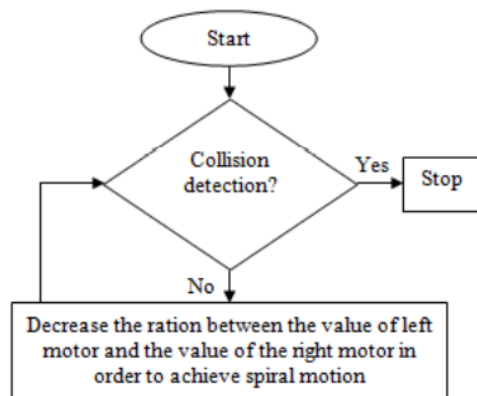 Start
Collision
detection?
Yes
Stop
No
Decrease the ration between the value of left
motor and the value of the right motor in
order to achieve spiral motion